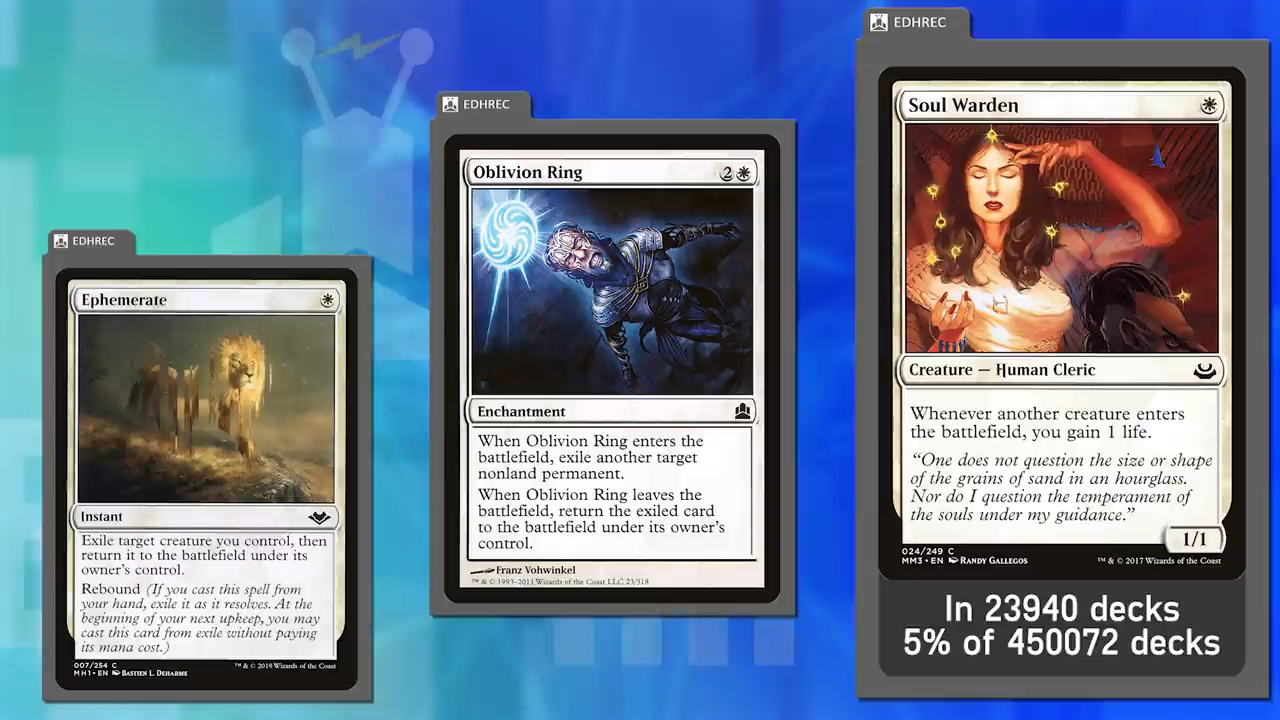 EDHREC
Ephemerate
Instant
Exile target creature you control, then
return it to the battlefield under its
owner's control.
Rebound (If you cast this spell from
your hand, exile it as it resolves. At the
beginning of your next upkeep, you may
cast this card from exile without paying
its mana cost.)
007/254 C
MH1 • EN BASTIEN L. DEHARME
™ & © 2019 Wizards of the Coast
EDHREC
Oblivion Ring
2
Enchantment
When Oblivion Ring enters the
battlefield, exile another target
nonland permanent.
When Oblivion Ring leaves the
battlefield, return the exiled card
to the battlefield under its owner's
control.
Franz Vohwinkel
™ & © 1993–2011 Wizards of the Coast LLC 23/318
EDHREC
Soul Warden
Creature — Human Cleric
Whenever another creature enters
the battlefield, you gain 1 life.
“One does not question the size or shape
of the grains of sand in an hourglass.
Nor do I question the temperament of
the souls under my guidance.”
1/1
024/249 C
MM3 • EN RANDY GALLEGOS
™ & © 2017 Wizards of the Coast
In 23940 decks
5% of 450072 decks